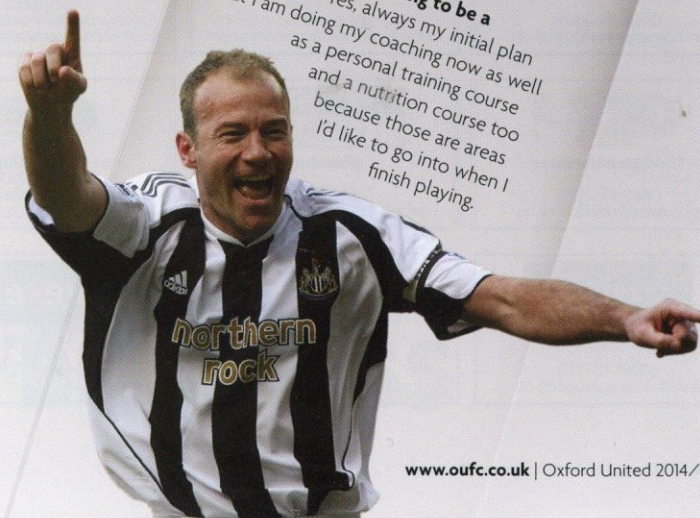 to be a
es, always my initial plan
I am doing my coaching now as well
as a personal training course
and a nutrition course too
because those are areas
I'd like to go into when I
finish playing.
adidas
northern
rock
www.oufc.co.uk | Oxford United 2014/